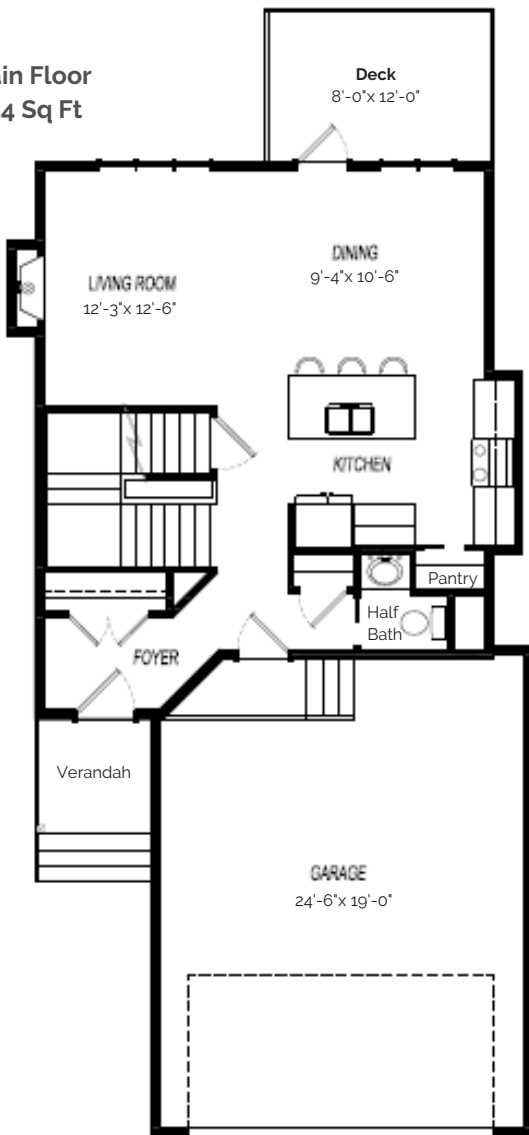 in Floor
4 Sq Ft
Deck
8'-0"x 12'-0"
DINING
9'-4"x 10'-6"
LIVING ROOM
12'-3"x 12'-6"
KITCHEN
Pantry
Half
Bath
FOYER
Verandah
GARAGE
24'-6"x 19'-0"